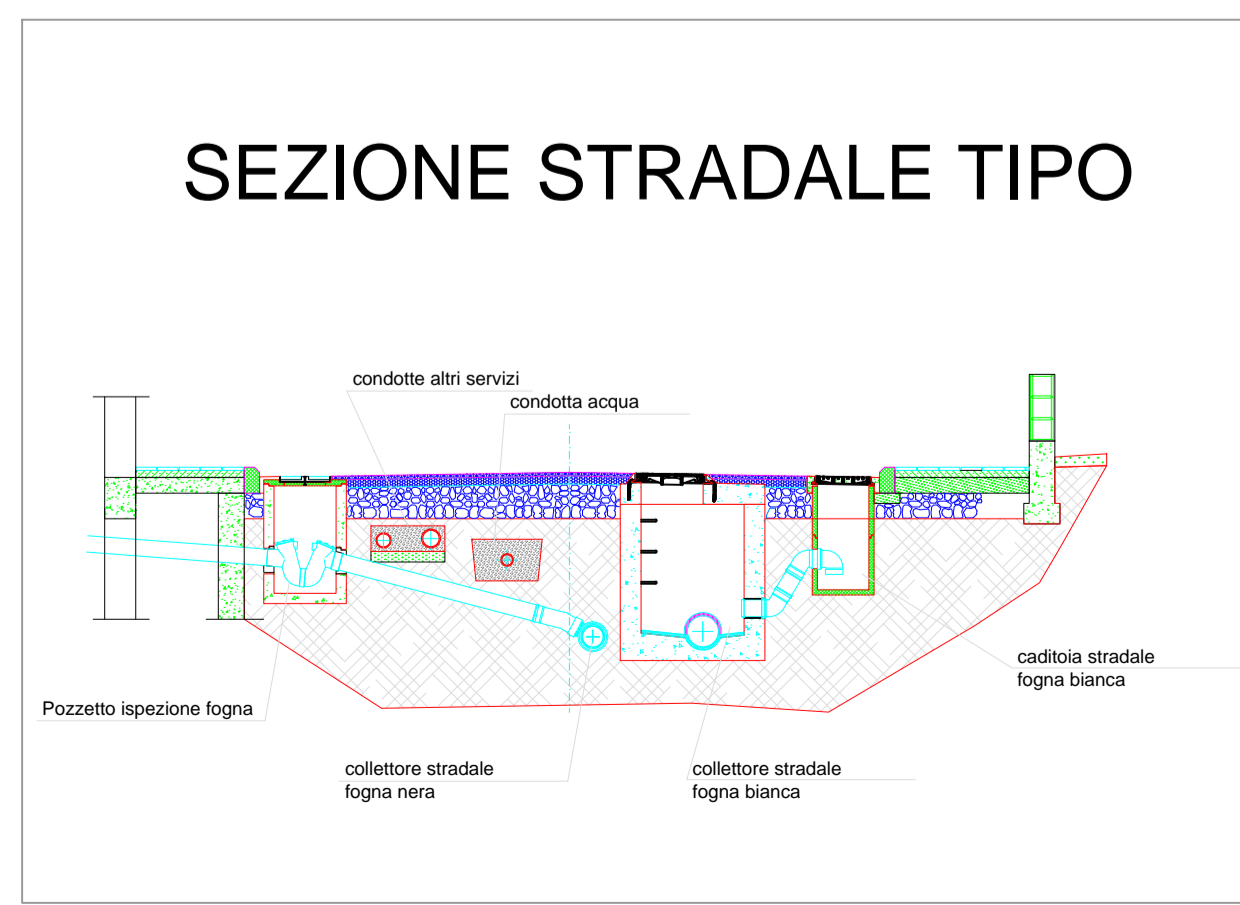 SEZIONE STRADALE TIPO
condotte altri servizi
condotta acqua
caditoia stradale
fogna bianca
Pozzetto ispezione fogna
collettore stradale
fogna nera
collettore stradale
fogna bianca